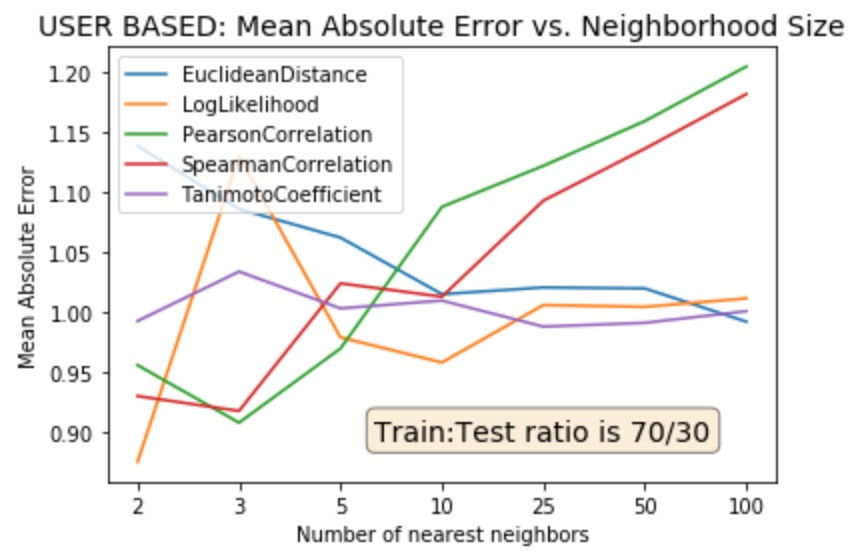 USER BASED: Mean Absolute Error vs. Neighborhood Size
1.20
1.15
1.10
1.05
1.00
0.95
0.90
Mean Absolute Error
EuclideanDistance
LogLikelihood
PearsonCorrelation
SpearmanCorrelation
TanimotoCoefficient
Train:Test ratio is 70/30
2 3 5 10 25 50 100
Number of nearest neighbors